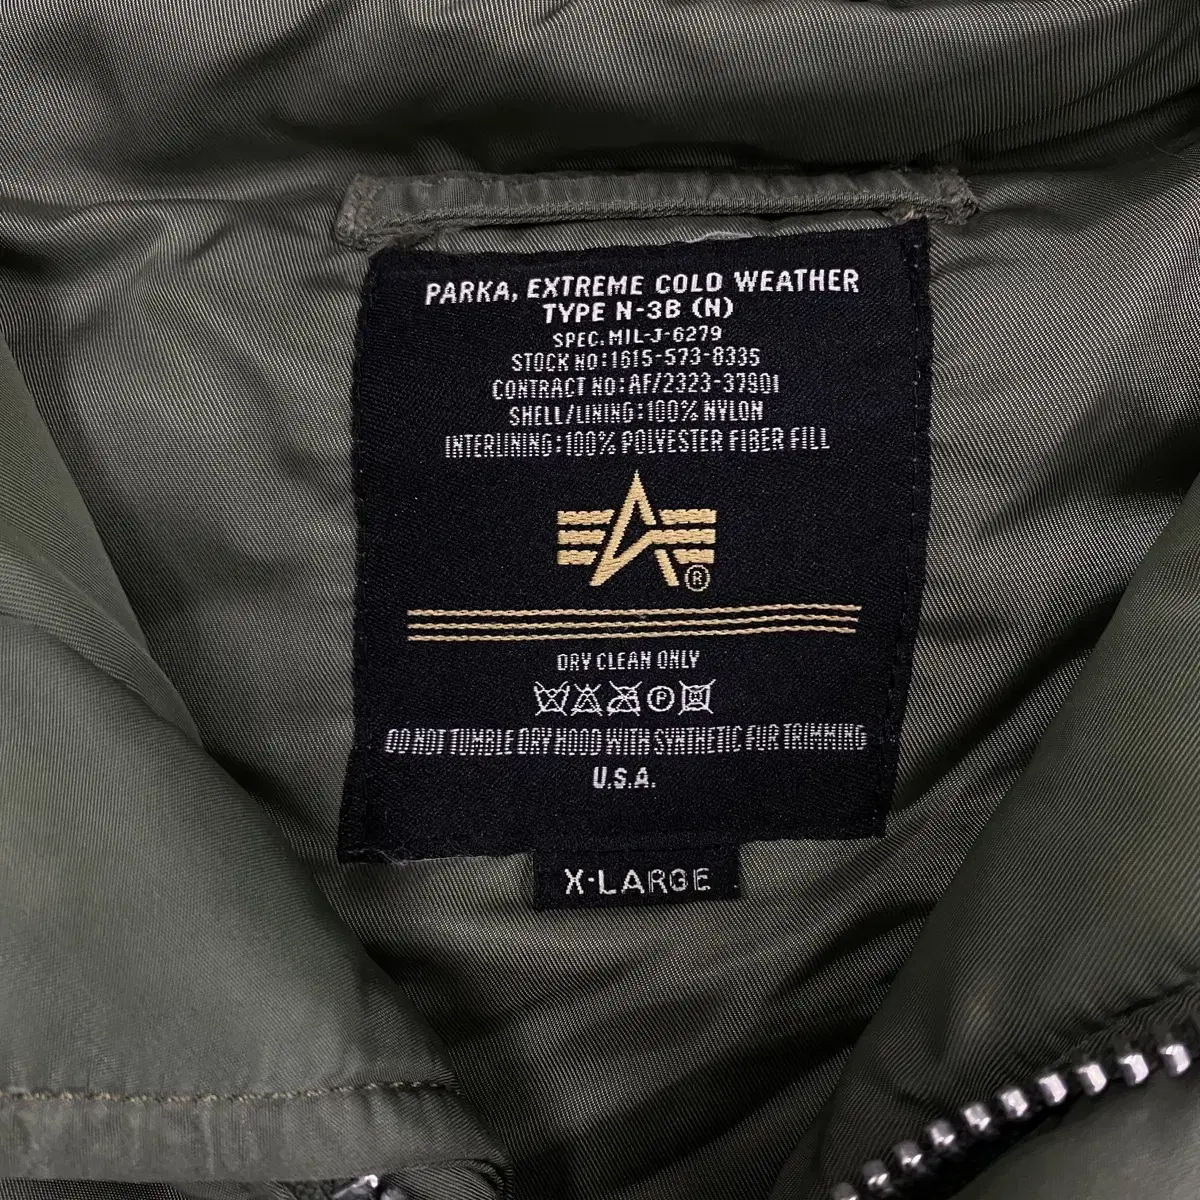 PARKA, EXTREME COLD WEATHER
TYPE N-3B (N)
SPEC. MIL-J-6279
STOCK NO:1615-573-8335
CONTRACT NO:AF/2323-37901
SHELL/LINING:100% NYLON
INTERLINING:100% POLYESTER FIBER FILL
®
DRY CLEAN ONLY
P
DO NOT TUMBLE DRY HOOD WITH SYNTHETIC FUR TRIMMING
U.S.A.
X-LARGE